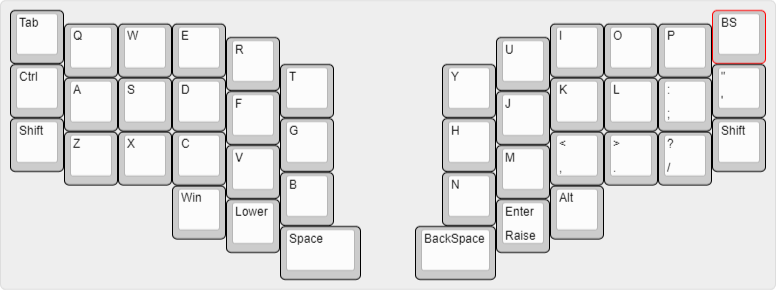 Tab
Q
W
E
R
T
Y
U
I
O
P
BS
Ctrl
A
S
D
F
G
H
J
K
L
:
;
"
'
Shift
Z
X
C
V
B
N
M
<
,
>
.
?
/
Shift
Win
Lower
Space
BackSpace
Enter
Raise
Alt